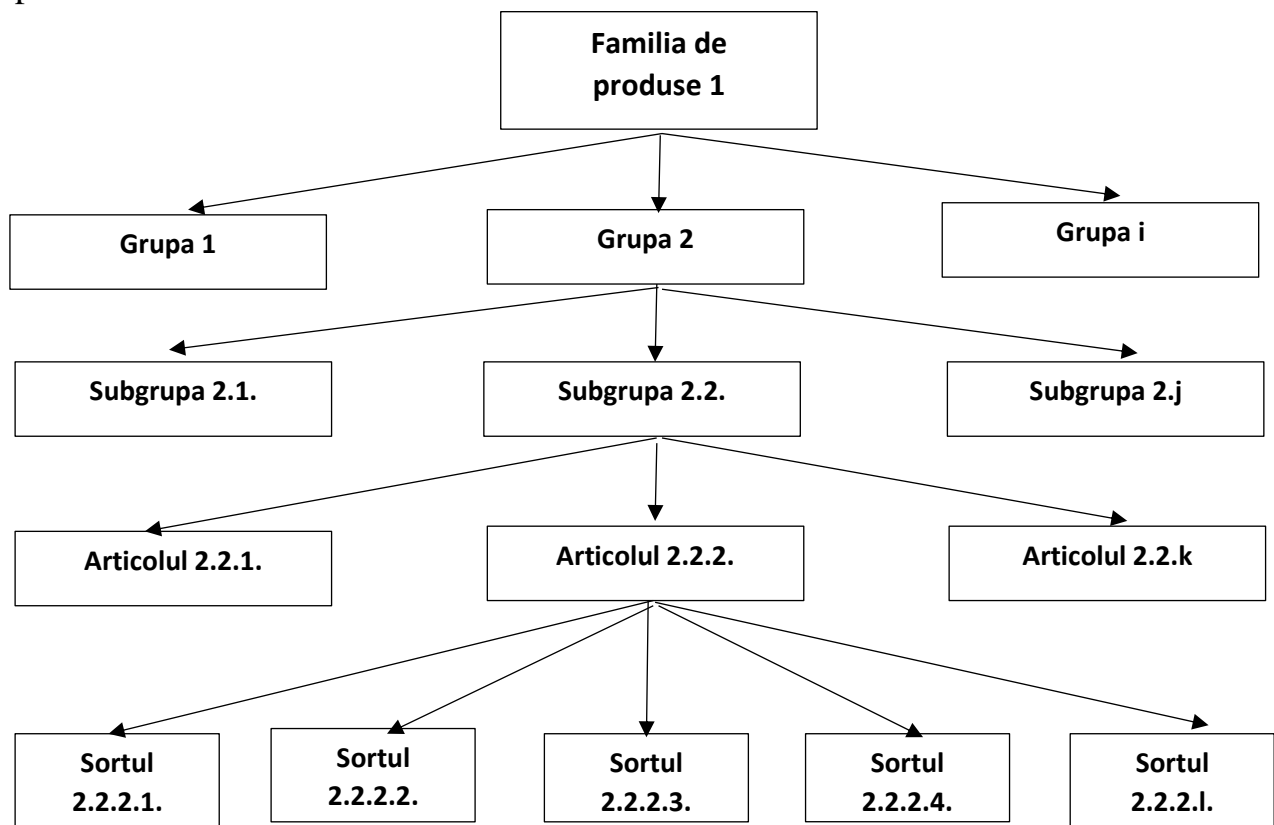 Familia de
produse 1
Grupa 1
Grupa 2
Grupa i
Subgrupa 2.1.
Subgrupa 2.2.
Subgrupa 2.j
Articolul 2.2.1.
Articolul 2.2.2.
Articolul 2.2.k
Sortul
2.2.2.1.
Sortul
2.2.2.2.
Sortul
2.2.2.3.
Sortul
2.2.2.4.
Sortul
2.2.2.l.